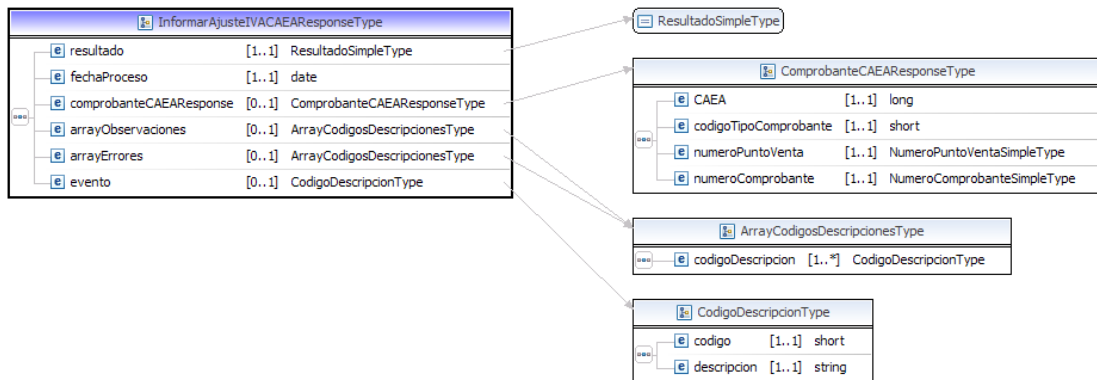 InformarAjusteIVACAEAResponseType
resultado [1..1] ResultadoSimpleType
fechaProceso [1..1] date
comprobanteCAEAResponse [0..1] ComprobanteCAEAResponseType
arrayObservaciones [0..1] ArrayCodigosDescripcionesType
arrayErrores [0..1] ArrayCodigosDescripcionesType
evento [0..1] CodigoDescripcionType
ResultadoSimpleType
ComprobanteCAEAResponseType
CAEA [1..1] long
codigoTipoComprobante [1..1] short
numeroPuntoVenta [1..1] NumeroPuntoVentaSimpleType
numeroComprobante [1..1] NumeroComprobanteSimpleType
ArrayCodigosDescripcionesType
codigoDescripcion [1..*] CodigoDescripcionType
CodigoDescripcionType
codigo [1..1] short
descripcion [1..1] string